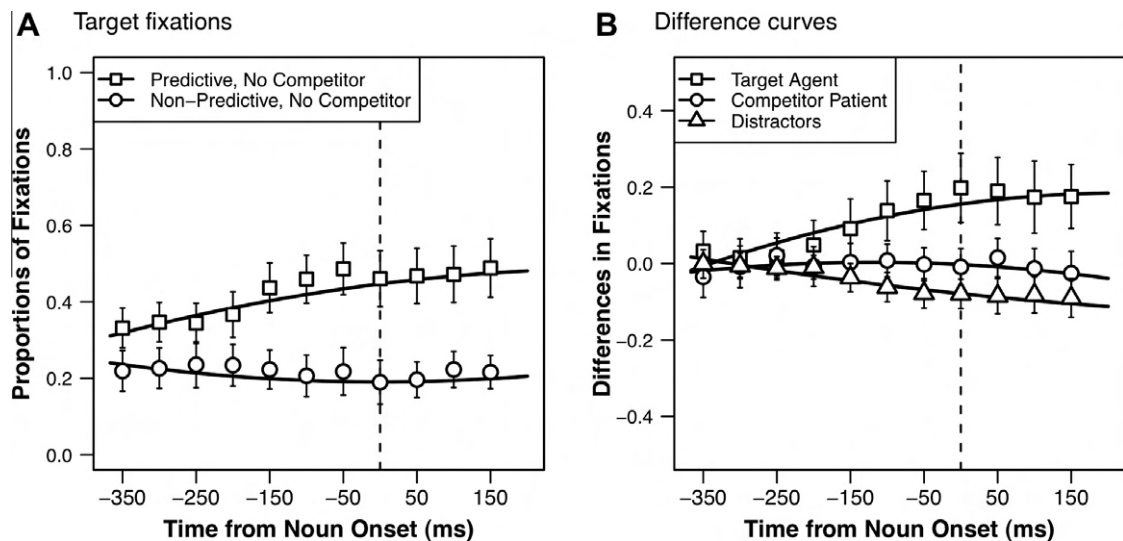 A Target fixations
Predictive, No Competitor
Non−Predictive, No Competitor
Proportions of Fixations
1.0
0.8
0.6
0.4
0.2
0.0
−350 −250 −150 −50 50 150
Time from Noun Onset (ms)
B Difference curves
Target Agent
Competitor Patient
Distractors
Differences in Fixations
0.4
0.2
0.0
−0.2
−0.4
−350 −250 −150 −50 50 150
Time from Noun Onset (ms)